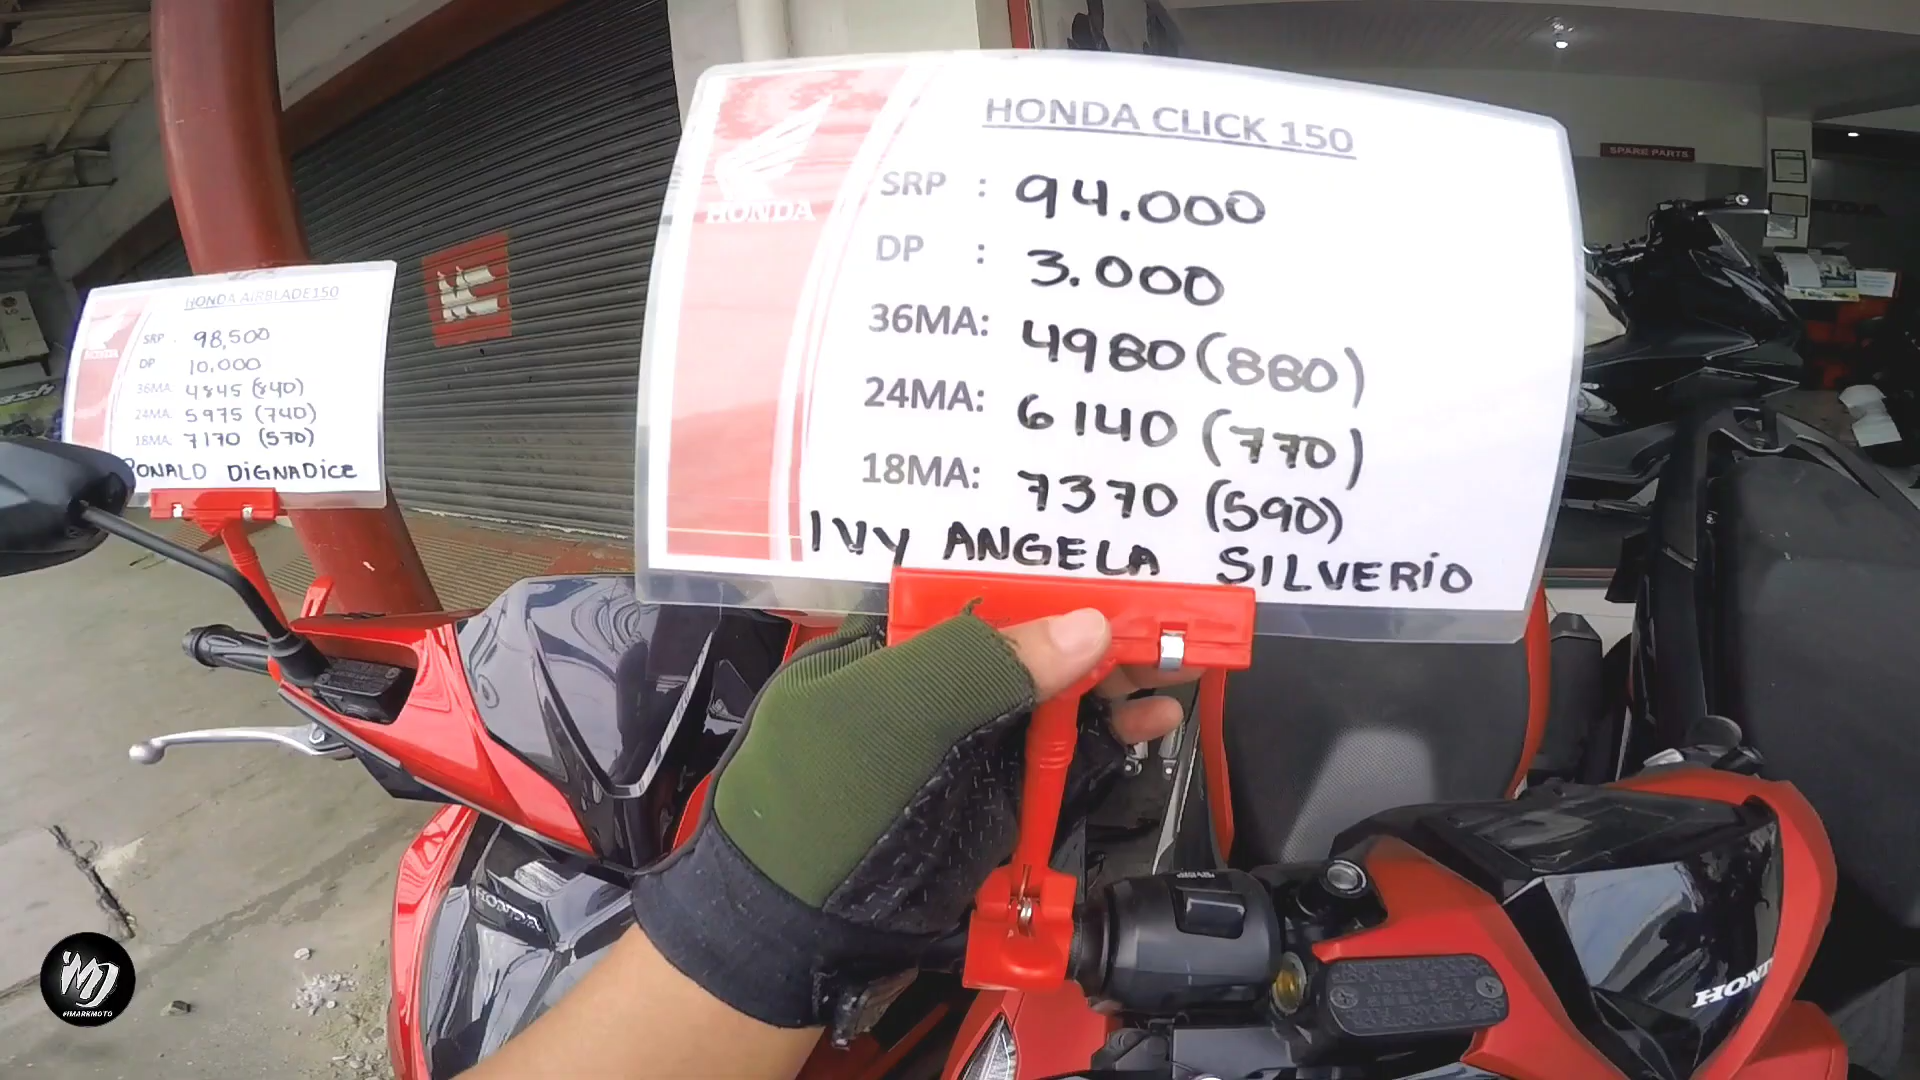 HONDA CLICK 150
HONDA
SRP : 94.000
DP : 3.000
36MA: 4980 (880)
24MA: 6140 (770)
18MA: 7370 (590)
IVY ANGELA SILVERIO
HONDA AIRBLADE150
HONDA
SRP : 98,500
DP : 10,000
36MA: 4845 (840)
24MA: 5975 (740)
18MA: 7170 (570)
RONALD DIGNADICE
SPARE PARTS
HONDA
HOND
#IMARKMOTO